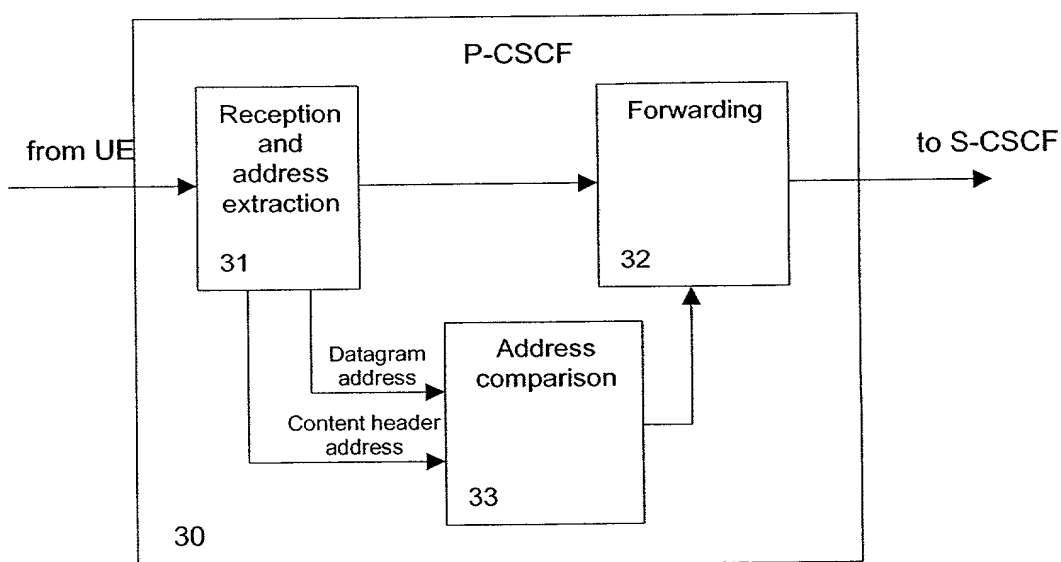 P-CSCF
from UE
Reception
and
address
extraction
31
Forwarding
32
to S-CSCF
Datagram
address
Content header
address
Address
comparison
33
30